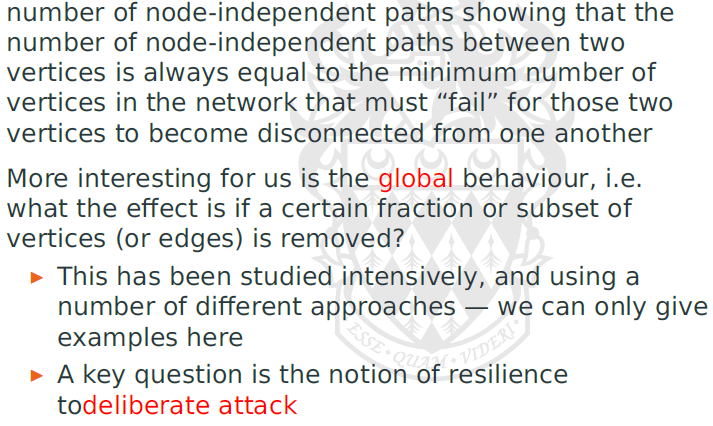 number of node-independent paths showing that the
number of node-independent paths between two
vertices is always equal to the minimum number of
vertices in the network that must “fail” for those two
vertices to become disconnected from one another
More interesting for us is the global behaviour, i.e.
what the effect is if a certain fraction or subset of
vertices (or edges) is removed?
► This has been studied intensively, and using a
number of different approaches — we can only give
examples here
► A key question is the notion of resilience
todeliberate attack
ESSE • QUAM • VIDERI •